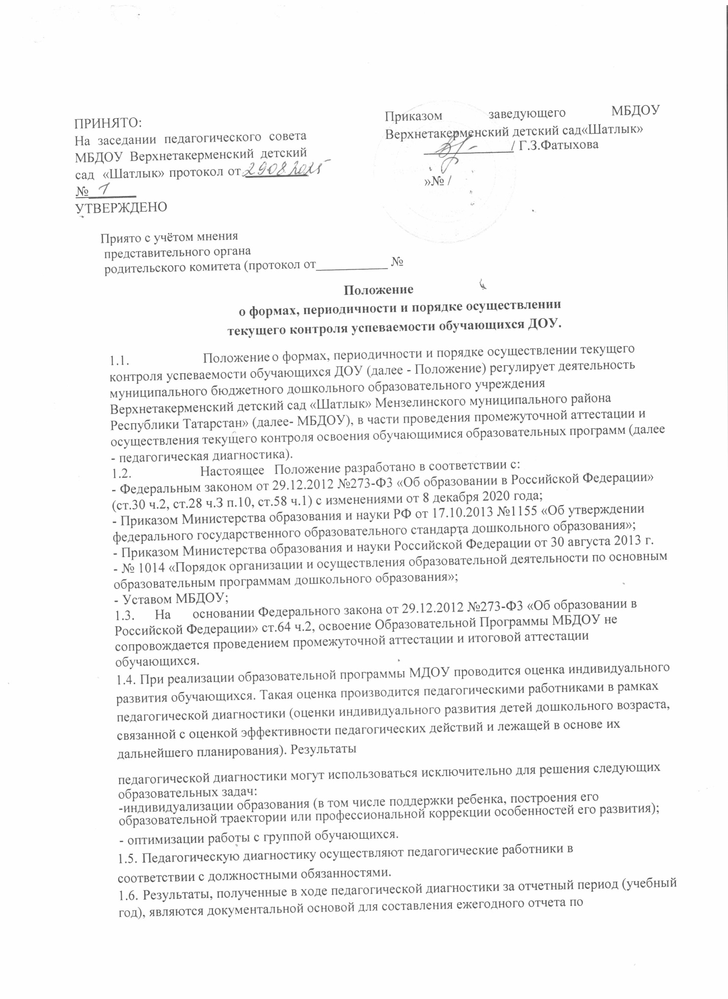 ПРИНЯТО:
На заседании педагогического совета
МБДОУ Верхнетакерменский детский
сад «Шатлык» протокол от 29.08.2025
№ 1
УТВЕРЖДЕНО
Приказом заведующего МБДОУ
Верхнетакерменский детский сад«Шатлык»
/ Г.З.Фатыхова
»№ /
Приято с учётом мнения
представительного органа
родительского комитета (протокол от___________ №
Положение
о формах, периодичности и порядке осуществлении
текущего контроля успеваемости обучающихся ДОУ.
1.1. Положение о формах, периодичности и порядке осуществлении текущего
контроля успеваемости обучающихся ДОУ (далее - Положение) регулирует деятельность
муниципального бюджетного дошкольного образовательного учреждения
Верхнетакерменский детский сад «Шатлык» Мензелинского муниципального района
Республики Татарстан» (далее- МБДОУ), в части проведения промежуточной аттестации и
осуществления текущего контроля освоения обучающимися образовательных программ (далее
- педагогическая диагностика).
1.2. Настоящее Положение разработано в соответствии с:
- Федеральным законом от 29.12.2012 №273-ФЗ «Об образовании в Российской Федерации»
(ст.30 ч.2, ст.28 ч.З п.10, ст.58 ч.1) с изменениями от 8 декабря 2020 года;
- Приказом Министерства образования и науки РФ от 17.10.2013 №1155 «Об утверждении
федерального государственного образовательного стандарта дошкольного образования»;
- Приказом Министерства образования и науки Российской Федерации от 30 августа 2013 г.
- № 1014 «Порядок организации и осуществления образовательной деятельности по основным
образовательным программам дошкольного образования»;
- Уставом МБДОУ;
1.3. На основании Федерального закона от 29.12.2012 №273-ФЗ «Об образовании в
Российской Федерации» ст.64 ч.2, освоение Образовательной Программы МБДОУ не
сопровождается проведением промежуточной аттестации и итоговой аттестации
обучающихся.
1.4. При реализации образовательной программы МДОУ проводится оценка индивидуального
развития обучающихся. Такая оценка производится педагогическими работниками в рамках
педагогической диагностики (оценки индивидуального развития детей дошкольного возраста,
связанной с оценкой эффективности педагогических действий и лежащей в основе их
дальнейшего планирования). Результаты
педагогической диагностики могут использоваться исключительно для решения следующих
образовательных задач:
-индивидуализации образования (в том числе поддержки ребенка, построения его
образовательной траектории или профессиональной коррекции особенностей его развития);
- оптимизации работы с группой обучающихся.
1.5. Педагогическую диагностику осуществляют педагогические работники в
соответствии с должностными обязанностями.
1.6. Результаты, полученные в ходе педагогической диагностики за отчетный период (учебный
год), являются документальной основой для составления ежегодного отчета по